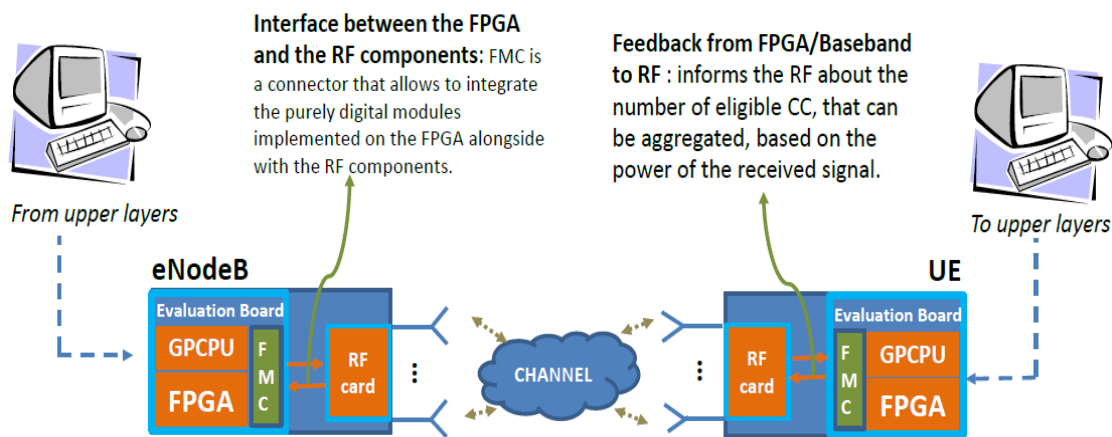 Interface between the FPGA
and the RF components: FMC is
a connector that allows to integrate
the purely digital modules
implemented on the FPGA alongside
with the RF components.
Feedback from FPGA/Baseband
to RF : informs the RF about the
number of eligible CC, that can
be aggregated, based on the
power of the received signal.
From upper layers
To upper layers
eNodeB
Evaluation Board
GPCPU
FPGA
F
M
C
RF
card
⋮
CHANNEL
⋮
UE
RF
card
Evaluation Board
F
M
C
GPCPU
FPGA